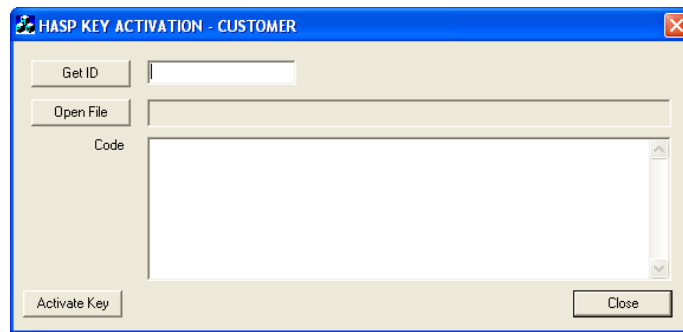 HASP KEY ACTIVATION - CUSTOMER
Get ID
Open File
Code
Activate Key
Close